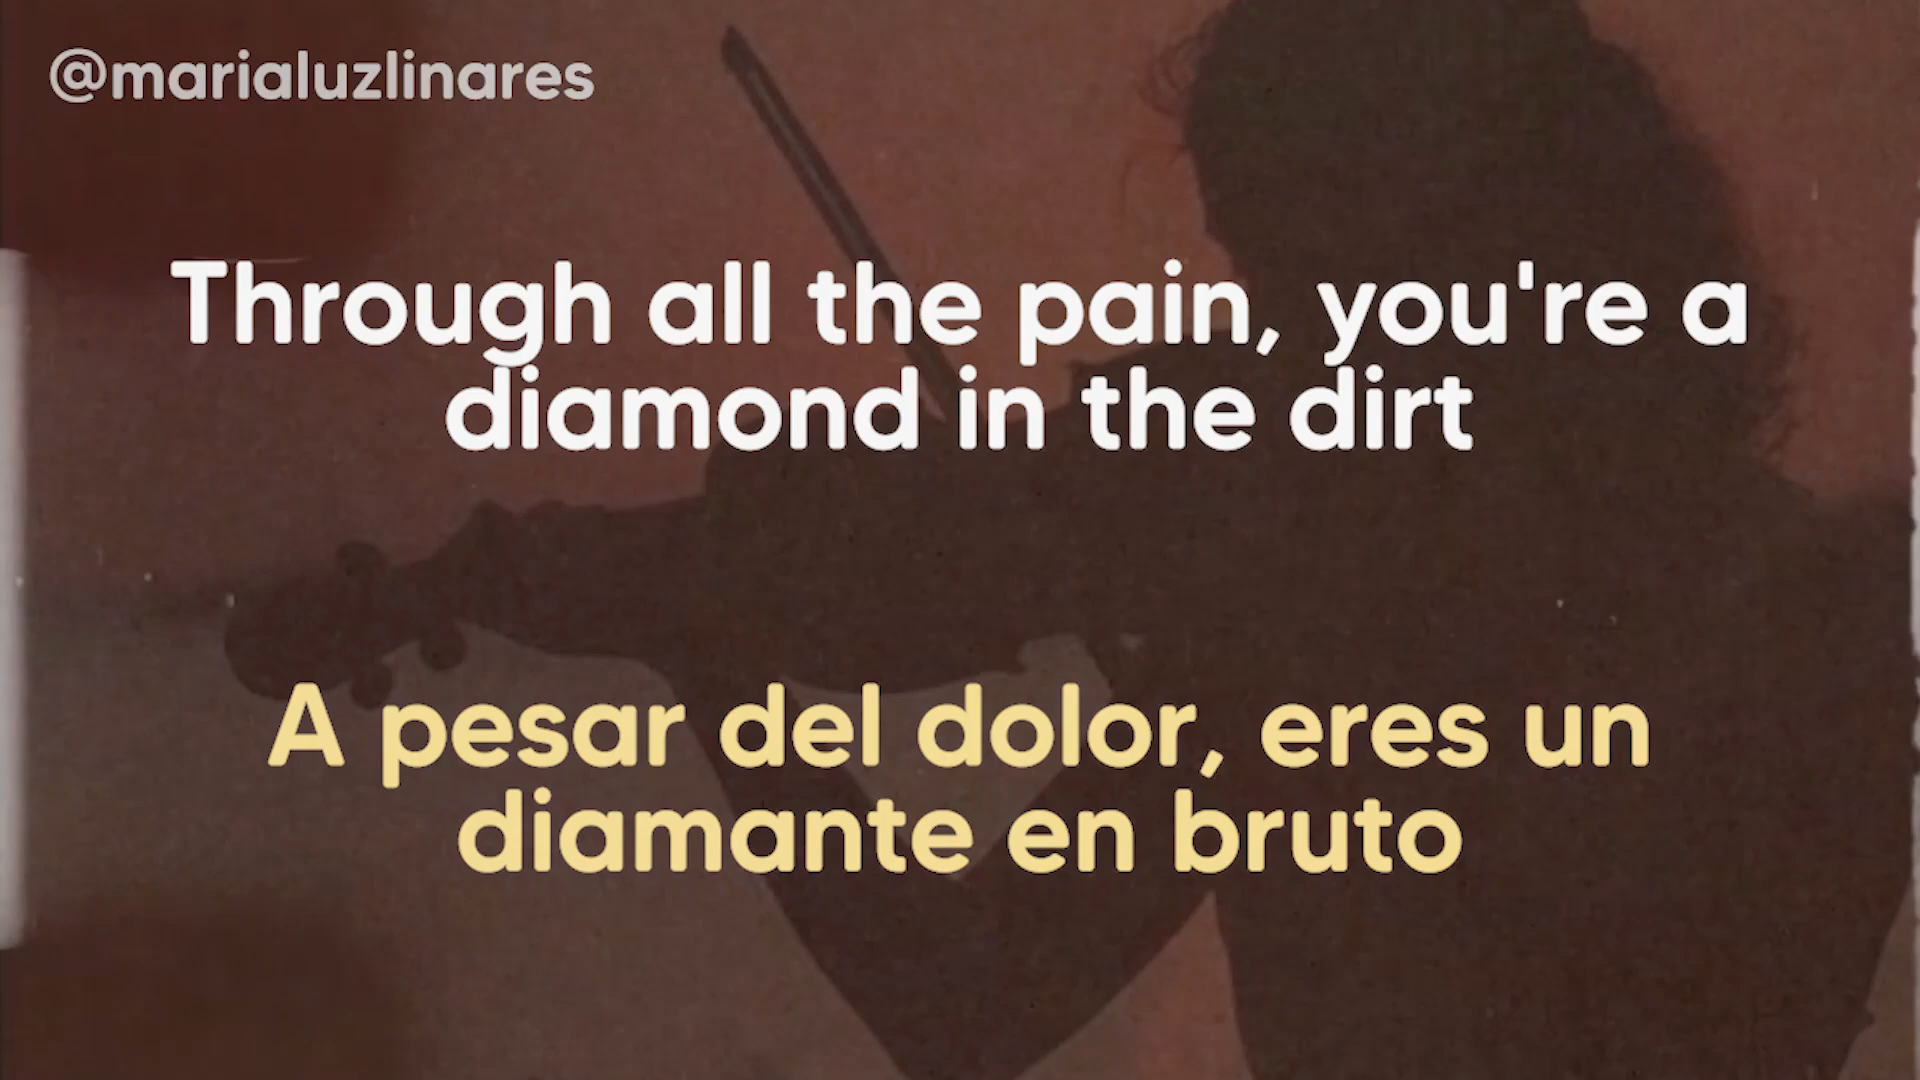 @marialuzlinares
Through all the pain, you're a
diamond in the dirt
A pesar del dolor, eres un
diamante en bruto